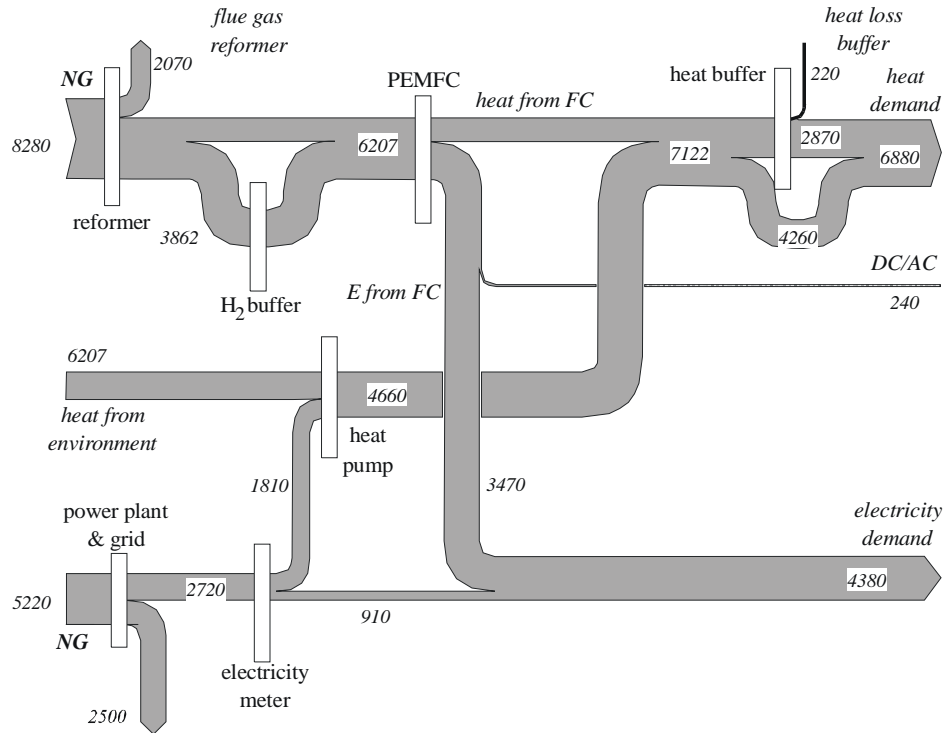 flue gas
reformer
heat loss
buffer
NG
2070
PEMFC
heat buffer
220
heat
demand
heat from FC
8280
6207
7122
2870
6880
reformer
3862
4260
H2 buffer
E from FC
DC/AC
240
6207
4660
heat from
environment
heat
pump
1810
3470
power plant
& grid
electricity
demand
5220
2720
4380
NG
910
electricity
meter
2500